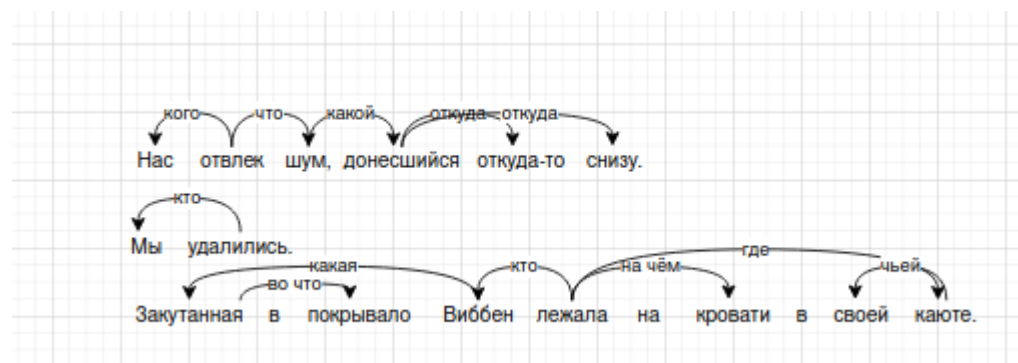 кого что какой откуда откуда
Нас отвлек шум, донесшийся откуда-то снизу.
кто
Мы удалились.
где
какая кто на чём чьей
во что
Закутанная в покрывало Виббен лежала на кровати в своей каюте.